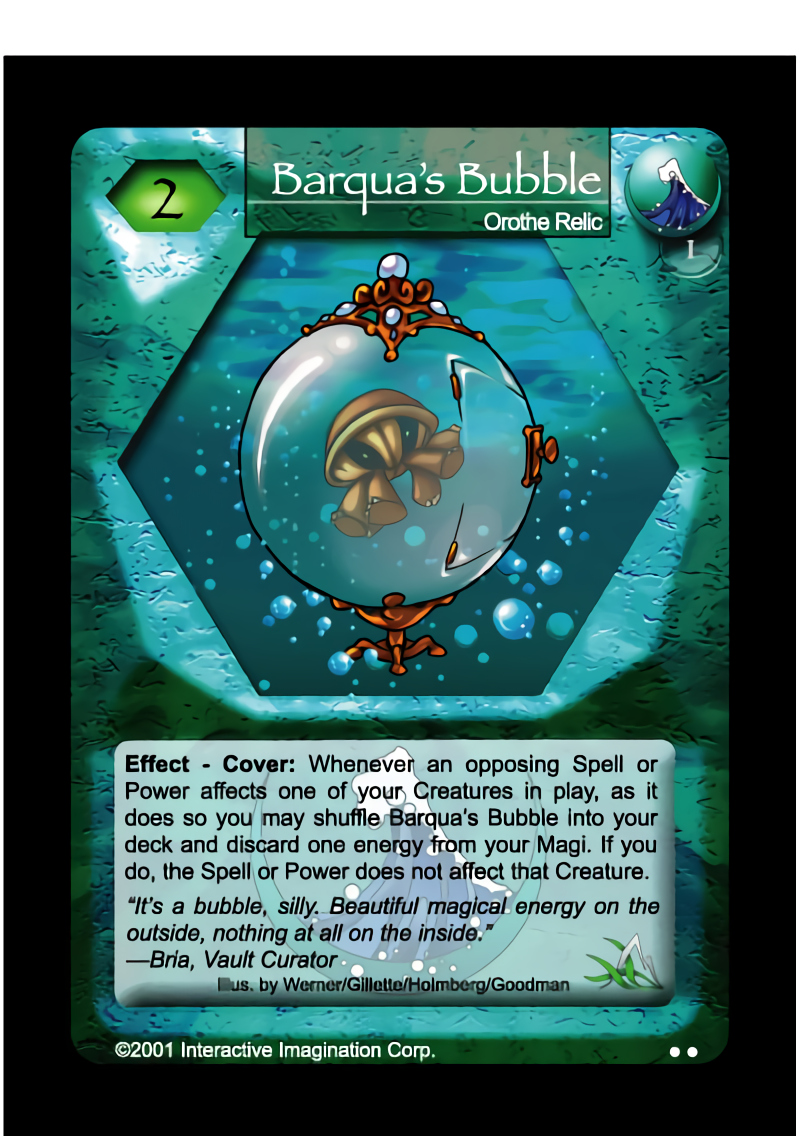 2
Barqua's Bubble
Orothe Relic
I
Effect - Cover: Whenever an opposing Spell or
Power affects one of your Creatures in play, as it
does so you may shuffle Barqua's Bubble into your
deck and discard one energy from your Magi. If you
do, the Spell or Power does not affect that Creature.
"It's a bubble, silly. Beautiful magical energy on the
outside, nothing at all on the inside."
—Bria, Vault Curator
Illus. by Werner/Gillette/Holmberg/Goodman
©2001 Interactive Imagination Corp.